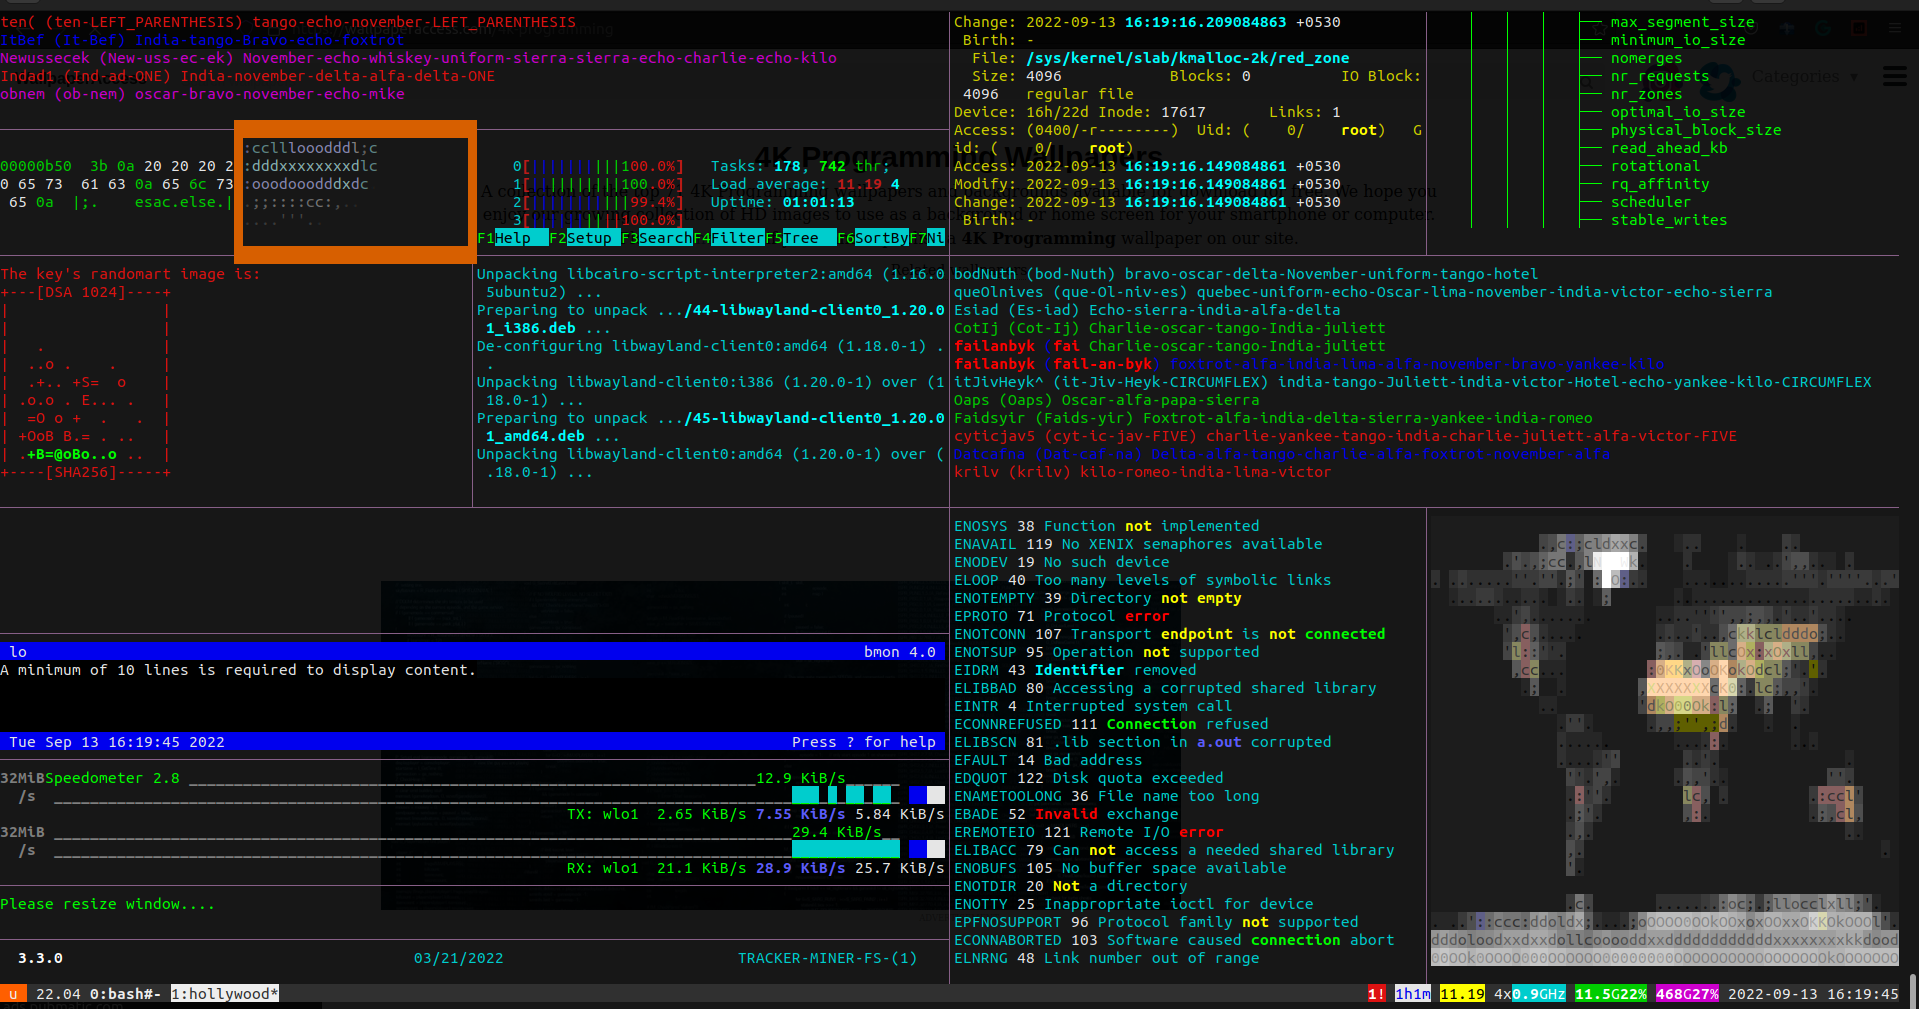 ten( (ten-LEFT_PARENTHESIS) tango-echo-november-LEFT_PARENTHESIS
ItBef (It-Bef) India-tango-Bravo-echo-foxtrot
Newussecek (New-uss-ec-ek) November-echo-whiskey-uniform-sierra-sierra-echo-charlie-echo-kilo
Indad1 (Ind-ad-ONE) India-november-delta-alfa-delta-ONE
obnem (ob-nem) oscar-bravo-november-echo-mike
Change: 2022-09-13 16:19:16.209084863 +0530
Birth: -
File: /sys/kernel/slab/kmalloc-2k/red_zone
Size: 4096 Blocks: 0 IO Block:
4096 regular file
Device: 16h/22d Inode: 17617 Links: 1
Access: (0400/-r--------) Uid: ( 0/ root) G
id: ( 0/ root)
Access: 2022-09-13 16:19:16.149084861 +0530
Modify: 2022-09-13 16:19:16.149084861 +0530
Change: 2022-09-13 16:19:16.149084861 +0530
Birth: -
max_segment_size
minimum_io_size
nomerges
nr_requests
nr_zones
optimal_io_size
physical_block_size
read_ahead_kb
rotational
rq_affinity
scheduler
stable_writes
Categories
00000b50 3b 0a 20 20 20 2
0 65 73 61 63 0a 65 6c 73
65 0a |;. esac.else.|
:cclllooodddl;c
:dddxxxxxxxxdlc
:ooodooodddxdc
.;;::::cc:,..
....'''..
0[||||||||||100.0%] Tasks: 178, 742 thr;
1[||||||||||100.0%] Load average: 11.19 4
2[|||||||||||99.4%] Uptime: 01:01:13
3[||||||||||100.0%]
F1Help F2Setup F3SearchF4FilterF5Tree F6SortByF7Ni
4K Programming Wallpapers
4K Programming wallpaper on our site.
The key's randomart image is:
+---[DSA 1024]----+
| |
| |
| . |
| ..o . . |
| .+.. +S= o |
| .o.o . E... . |
| =O o + . . |
| +OoB B.= . .. |
| .+B=@oBo..o .. |
+----[SHA256]-----+
Unpacking libcairo-script-interpreter2:amd64 (1.16.0
5ubuntu2) ...
Preparing to unpack .../44-libwayland-client0_1.20.0
1_i386.deb ...
De-configuring libwayland-client0:amd64 (1.18.0-1) .
.
Unpacking libwayland-client0:i386 (1.20.0-1) over (1
18.0-1) ...
Preparing to unpack .../45-libwayland-client0_1.20.0
1_amd64.deb ...
Unpacking libwayland-client0:amd64 (1.20.0-1) over (
.18.0-1) ...
bodNuth (bod-Nuth) bravo-oscar-delta-November-uniform-tango-hotel
queOlnives (que-Ol-niv-es) quebec-uniform-echo-Oscar-lima-november-india-victor-echo-sierra
Esiad (Es-iad) Echo-sierra-india-alfa-delta
CotIj (Cot-Ij) Charlie-oscar-tango-India-juliett
failanbyk (fai Charlie-oscar-tango-India-juliett
failanbyk (fail-an-byk) foxtrot-alfa-india-lima-alfa-november-bravo-yankee-kilo
itJivHeyk^ (it-Jiv-Heyk-CIRCUMFLEX) india-tango-Juliett-india-victor-Hotel-echo-yankee-kilo-CIRCUMFLEX
Oaps (Oaps) Oscar-alfa-papa-sierra
Faidsyir (Faids-yir) Foxtrot-alfa-india-delta-sierra-yankee-india-romeo
cyticjav5 (cyt-ic-jav-FIVE) charlie-yankee-tango-india-charlie-juliett-alfa-victor-FIVE
Datcafna (Dat-caf-na) Delta-alfa-tango-charlie-alfa-foxtrot-november-alfa
krilv (krilv) kilo-romeo-india-lima-victor
ENOSYS 38 Function not implemented
ENAVAIL 119 No XENIX semaphores available
ENODEV 19 No such device
ELOOP 40 Too many levels of symbolic links
ENOTEMPTY 39 Directory not empty
EPROTO 71 Protocol error
ENOTCONN 107 Transport endpoint is not connected
ENOTSUP 95 Operation not supported
EIDRM 43 Identifier removed
ELIBBAD 80 Accessing a corrupted shared library
EINTR 4 Interrupted system call
ECONNREFUSED 111 Connection refused
ELIBSCN 81 .lib section in a.out corrupted
EFAULT 14 Bad address
EDQUOT 122 Disk quota exceeded
ENAMETOOLONG 36 File name too long
EBADE 52 Invalid exchange
EREMOTEIO 121 Remote I/O error
ELIBACC 79 Can not access a needed shared library
ENOBUFS 105 No buffer space available
ENOTDIR 20 Not a directory
ENOTTY 25 Inappropriate ioctl for device
EPFNOSUPPORT 96 Protocol family not supported
ECONNABORTED 103 Software caused connection abort
ELNRNG 48 Link number out of range
lo bmon 4.0
A minimum of 10 lines is required to display content.
Tue Sep 13 16:19:45 2022 Press ? for help
32MiBSpeedometer 2.8 12.9 KiB/s
/s
TX: wlo1 2.65 KiB/s 7.55 KiB/s 5.84 KiB/s
32MiB 29.4 KiB/s
/s
RX: wlo1 21.1 KiB/s 28.9 KiB/s 25.7 KiB/s
Please resize window....
3.3.0 03/21/2022 TRACKER-MINER-FS-(1)
u 22.04 0:bash#- 1:hollywood* 1! 1h1m 11.19 4x0.9GHz 11.5G22% 468G27% 2022-09-13 16:19:45